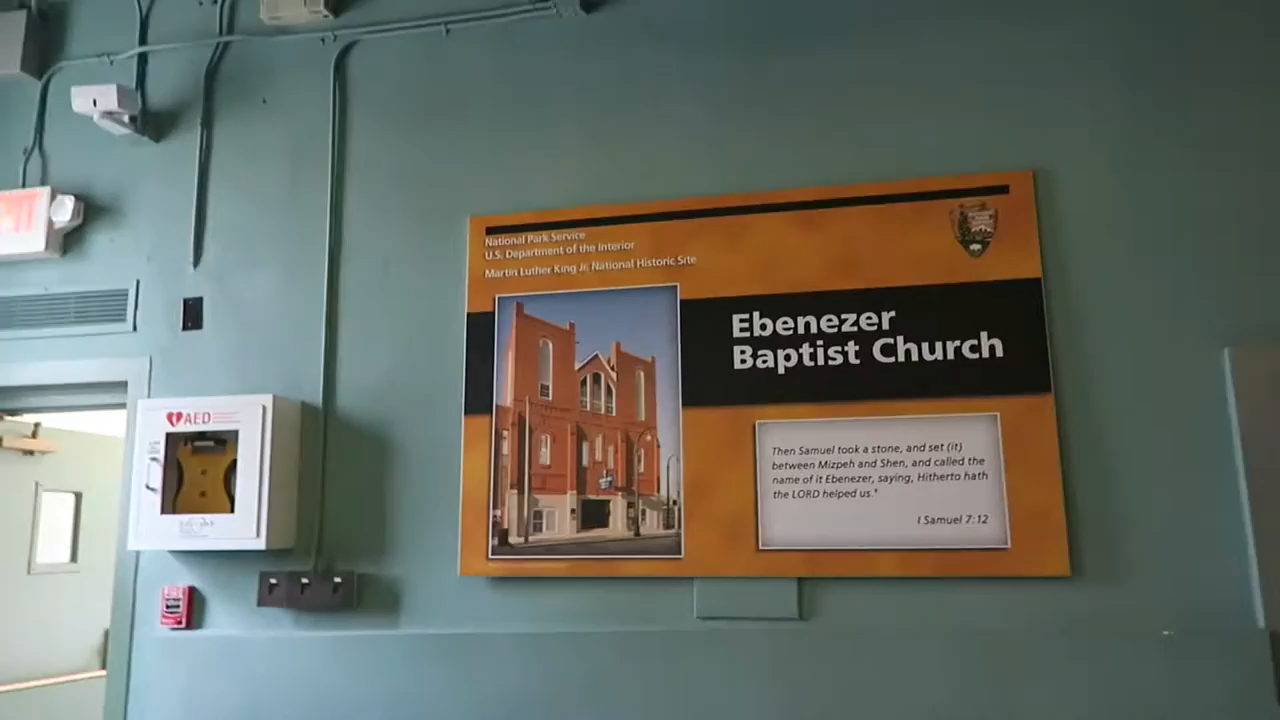 National Park Service
U.S. Department of the Interior
Martin Luther King Jr. National Historic Site
Ebenezer
Baptist Church
Then Samuel took a stone, and set (it)
between Mizpeh and Shen, and called the
name of it Ebenezer, saying, Hitherto hath
the LORD helped us."
I Samuel 7:12
AED